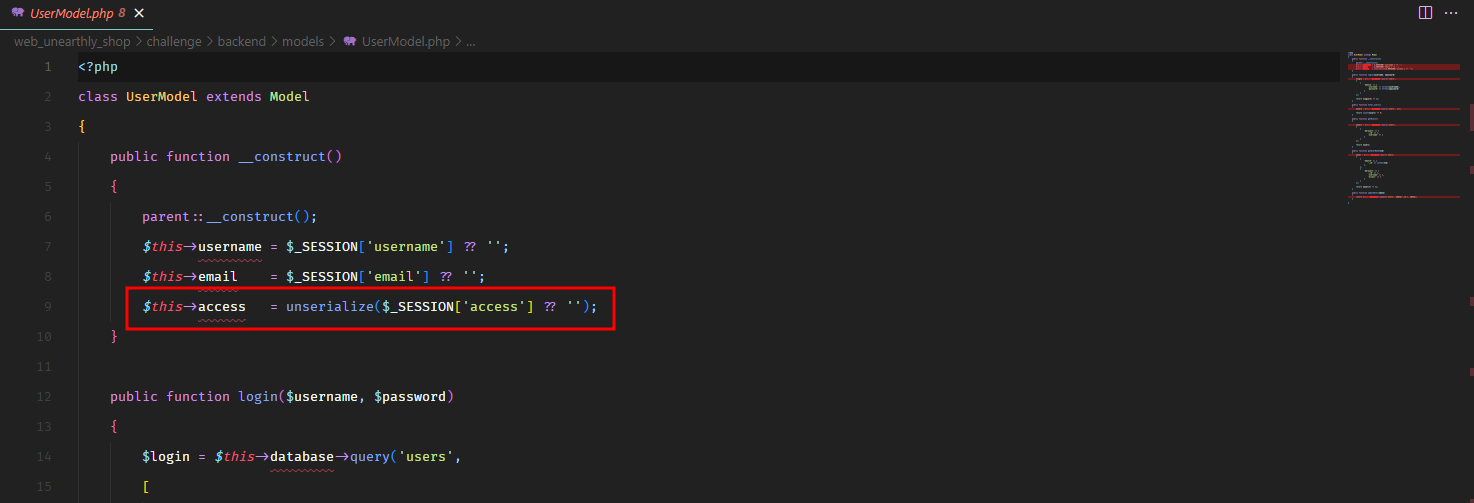 UserModel.php 8
web_unearthly_shop > challenge > backend > models > UserModel.php > ...
1 <?php
2 class UserModel extends Model
3 {
4 public function __construct()
5 {
6 parent::__construct();
7 $this->username = $_SESSION['username'] ?? '';
8 $this->email    = $_SESSION['email'] ?? '';
9 $this->access   = unserialize($_SESSION['access'] ?? '');
10 }
11
12 public function login($username, $password)
13 {
14 $login = $this->database->query('users',
15 [